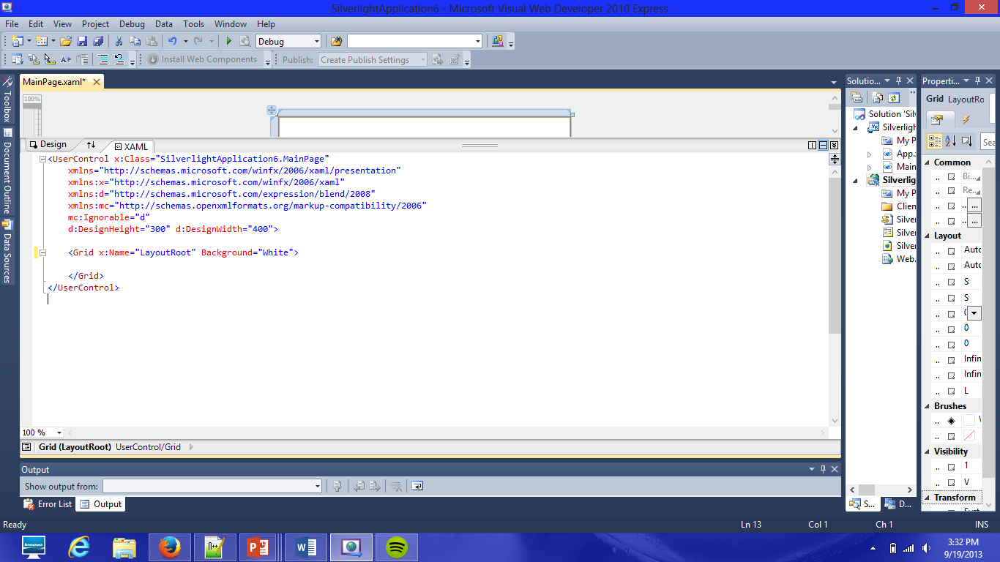 SilverlightApplication6 - Microsoft Visual Web Developer 2010 Express
File Edit View Project Debug Data Tools Window Help
Debug
Install Web Components Publish: Create Publish Settings
Toolbox
Document Outline
Data Sources
MainPage.xaml*
100%
Design XAML
<UserControl x:Class="SilverlightApplication6.MainPage"
xmlns="http://schemas.microsoft.com/winfx/2006/xaml/presentation"
xmlns:x="http://schemas.microsoft.com/winfx/2006/xaml"
xmlns:d="http://schemas.microsoft.com/expression/blend/2008"
xmlns:mc="http://schemas.openxmlformats.org/markup-compatibility/2006"
mc:Ignorable="d"
d:DesignHeight="300" d:DesignWidth="400">
<Grid x:Name="LayoutRoot" Background="White">
</Grid>
</UserControl>
100 %
Grid (LayoutRoot) UserControl/Grid
Output
Show output from:
Error List Output
Solutio...
Solution 'Sil
Silverligh
My P
App.
Main
Silverlig
My P
Clien
Silver
Silver
Silver
Web.
S... D...
Properti...
Grid LayoutRo
Sea
Common
Bi...
Re...
...
...
Layout
Auto
Auto
0
0
Infin
Infin
L
Brushes
Visibility
1
V
Transform
Ready Ln 13 Col 1 Ch 1 INS
lenovo
3:32 PM
9/19/2013